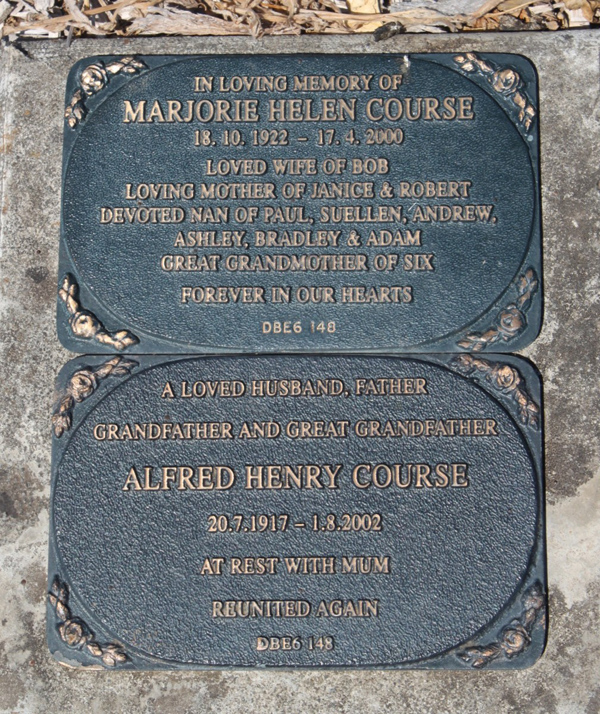 IN LOVING MEMORY OF
MARJORIE HELEN COURSE
18. 10. 1922 – 17. 4. 2000
LOVED WIFE OF BOB
LOVING MOTHER OF JANICE & ROBERT
DEVOTED NAN OF PAUL, SUELLEN, ANDREW,
ASHLEY, BRADLEY & ADAM
GREAT GRANDMOTHER OF SIX
FOREVER IN OUR HEARTS
DBE6 148
A LOVED HUSBAND, FATHER
GRANDFATHER AND GREAT GRANDFATHER
ALFRED HENRY COURSE
20.7.1917 – 1.8.2002
AT REST WITH MUM
REUNITED AGAIN
DBE6 148